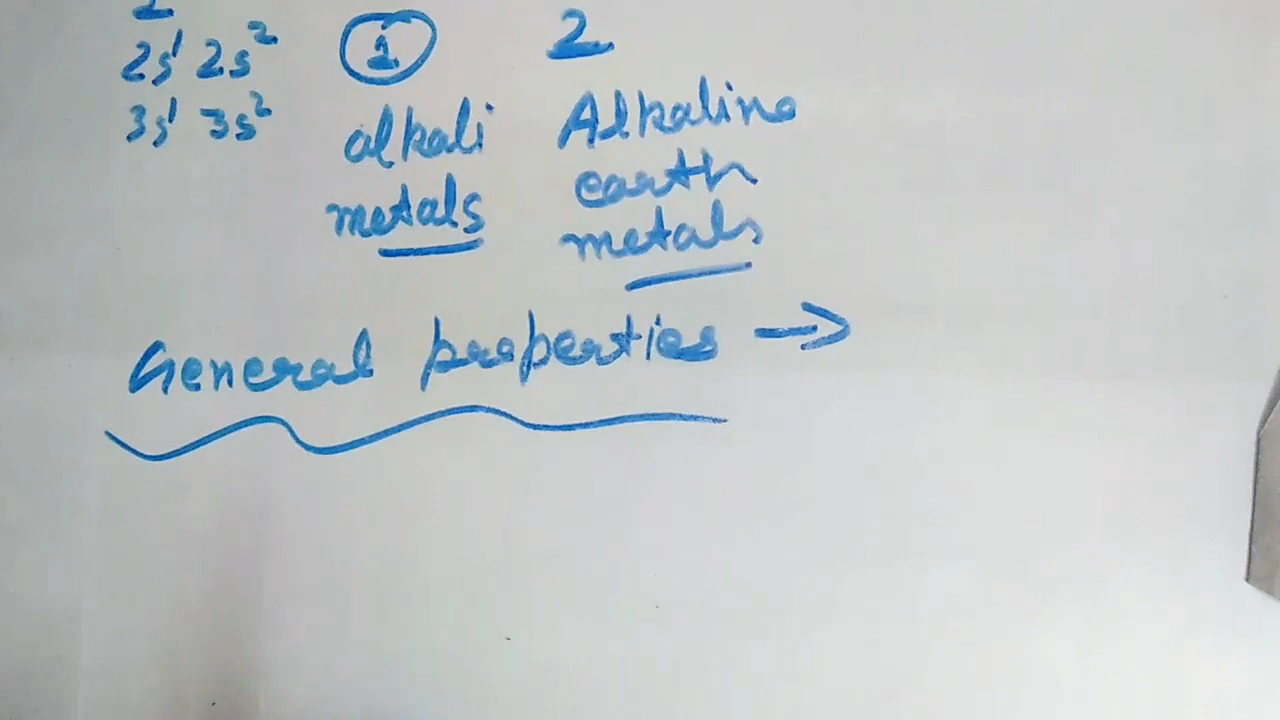 2s¹ 2s² ① 2
3s¹ 3s² alkali Alkaline
metals earth
metals
General properties →